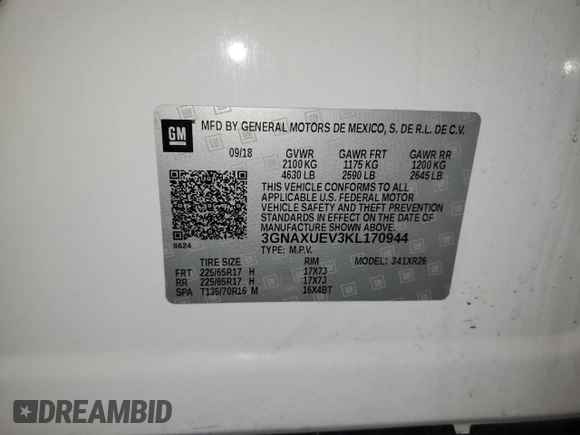 GM
MFD BY GENERAL MOTORS DE MEXICO, S. DE R.L. DE C.V.
09/18 GVWR GAWR FRT GAWR RR
2100 KG 1175 KG 1200 KG
4630 LB 2590 LB 2645 LB
THIS VEHICLE CONFORMS TO ALL
APPLICABLE U.S. FEDERAL MOTOR
VEHICLE SAFETY AND THEFT PREVENTION
STANDARDS IN EFFECT ON THE DATE OF
MANUFACTURE SHOWN ABOVE.
3GNAXUEV3KL170944
8624 TYPE: M.P.V.
TIRE SIZE RIM 341XR26
FRT 225/65R17 H 17X7J
RR 225/65R17 H 17X7J
SPA T135/70R16 M 16X4BT
DREAMBID